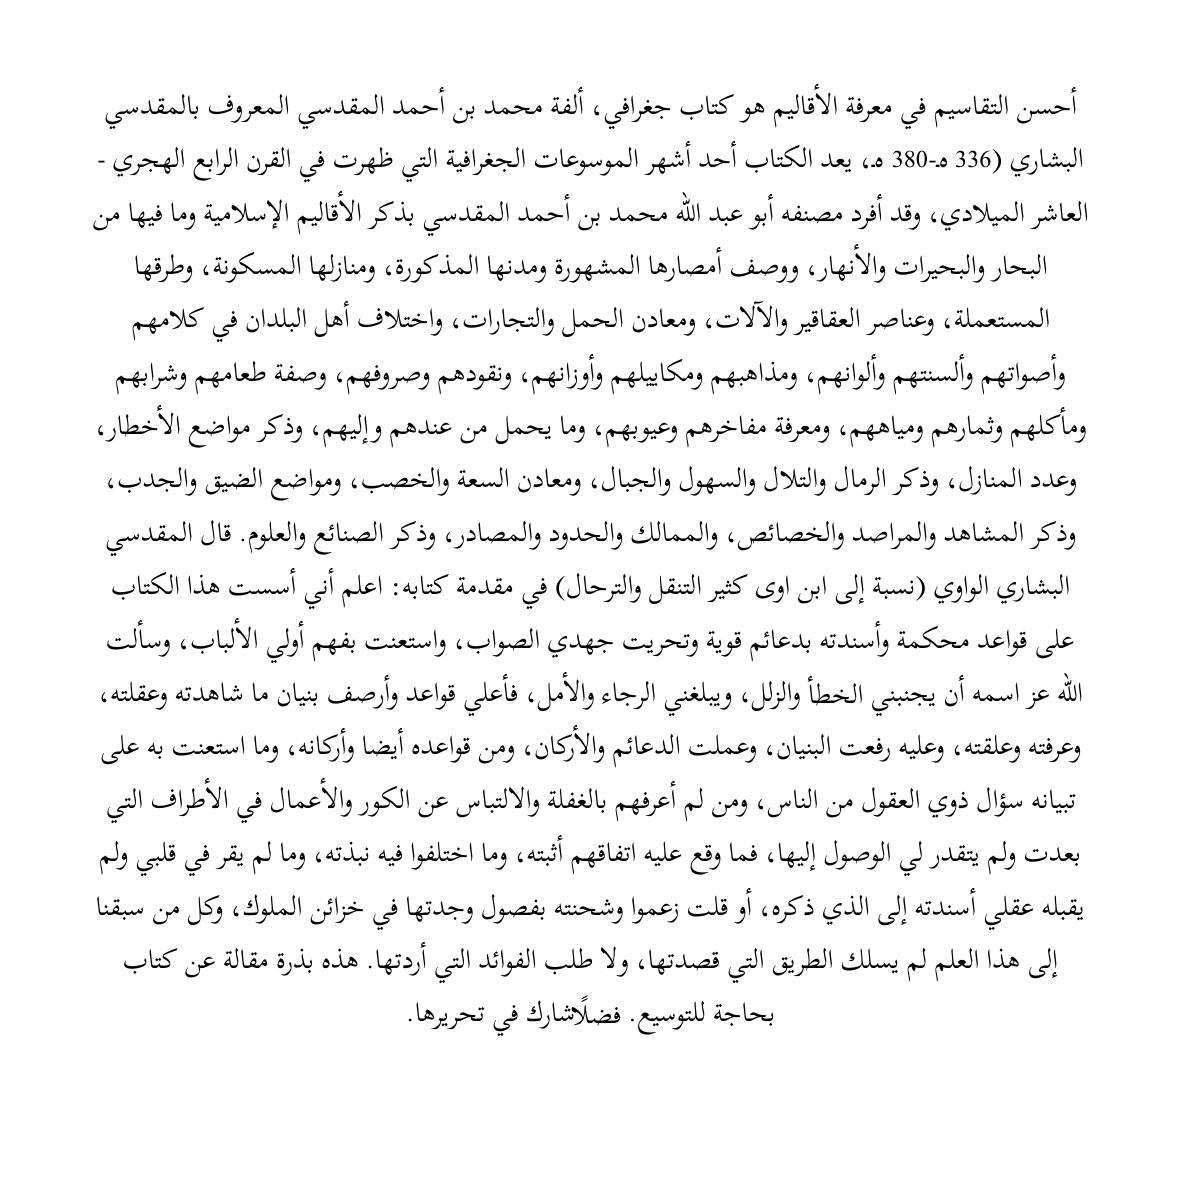 أحسن التقاسيم في معرفة الأقاليم هو كتاب جغرافي، ألفة محمد بن أحمد المقدسي المعروف بالمقدسي
البشاري (336 هـ-380 هـ، يعد الكتاب أحد أشهر الموسوعات الجغرافية التي ظهرت في القرن الرابع الهجري -
العاشر الميلادي، وقد أفرد مصنفه أبو عبد الله محمد بن أحمد المقدسي بذكر الأقاليم الإسلامية وما فيها من
البحار والبحيرات والأنهار، ووصف أمصارها المشهورة ومدنها المذكورة، ومنازلها المسكونة، وطرقها
المستعملة، وعناصر العقاقير والآلات، ومعادن الحمل والتجارات، واختلاف أهل البلدان في كلامهم
وأصواتهم وألسنتهم وألوانهم، ومذاهبهم ومكاييلهم وأوزانهم، ونقودهم وصروفهم، وصفة طعامهم وشرابهم
ومأكلهم وثمارهم ومياههم، ومعرفة مفاخرهم وعيوبهم، وما يحمل من عندهم وإليهم، وذكر مواضع الأخطار،
وعدد المنازل، وذكر الرمال والتلال والسهول والجبال، ومعادن السعة والخصب، ومواضع الضيق والجدب،
وذكر المشاهد والمراصد والخصائص، والممالك والحدود والمصادر، وذكر الصنائع والعلوم. قال المقدسي
البشاري الواوي (نسبة إلى ابن اوى كثير التنقل والترحال) في مقدمة كتابه: اعلم أني أسست هذا الكتاب
على قواعد محكمة وأسندته بدعائم قوية وتحريت جهدي الصواب، واستعنت بفهم أولي الألباب، وسألت
الله عز اسمه أن يجنبني الخطأ والزلل، ويبلغني الرجاء والأمل، فأعلي قواعد وأرصف بنيان ما شاهدته وعقلته،
وعرفته وعلقته، وعليه رفعت البنيان، وعملت الدعائم والأركان، ومن قواعده أيضا وأركانه، وما استعنت به على
تبيانه سؤال ذوي العقول من الناس، ومن لم أعرفهم بالغفلة والالتباس عن الكور والأعمال في الأطراف التي
بعدت ولم يتقدر لي الوصول إليها، فما وقع عليه اتفاقهم أثبته، وما اختلفوا فيه نبذته، وما لم يقر في قلبي ولم
يقبله عقلي أسندته إلى الذي ذكره، أو قلت زعموا وشحنته بفصول وجدتها في خزائن الملوك، وكل من سبقنا
إلى هذا العلم لم يسلك الطريق التي قصدتها، ولا طلب الفوائد التي أردتها. هذه بذرة مقالة عن كتاب
بحاجة للتوسيع. فضلًاشارك في تحريرها.